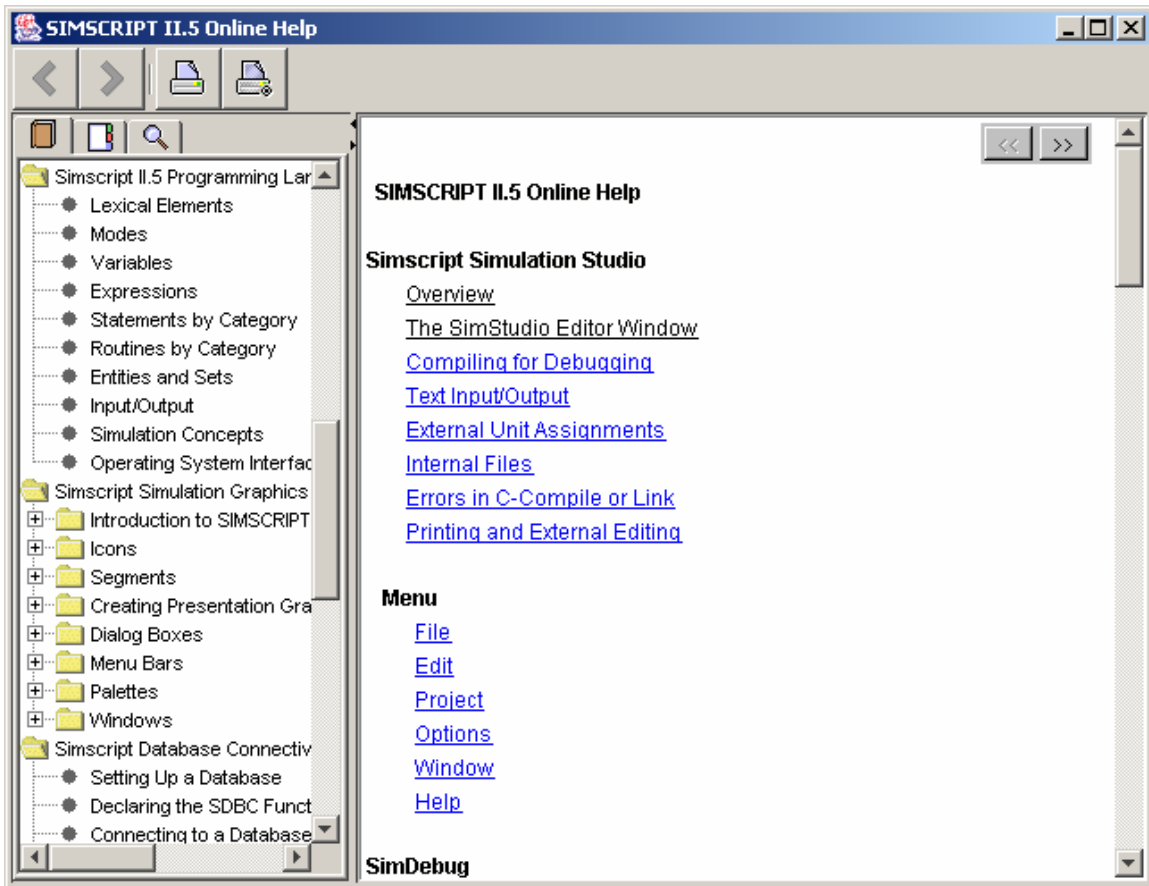 SIMSCRIPT II.5 Online Help
Simscript II.5 Programming Lar
Lexical Elements
Modes
Variables
Expressions
Statements by Category
Routines by Category
Entities and Sets
Input/Output
Simulation Concepts
Operating System Interfac
Simscript Simulation Graphics
Introduction to SIMSCRIPT
Icons
Segments
Creating Presentation Gra
Dialog Boxes
Menu Bars
Palettes
Windows
Simscript Database Connectiv
Setting Up a Database
Declaring the SDBC Funct
Connecting to a Database
<< >>
SIMSCRIPT II.5 Online Help
Simscript Simulation Studio
Overview
The SimStudio Editor Window
Compiling for Debugging
Text Input/Output
External Unit Assignments
Internal Files
Errors in C-Compile or Link
Printing and External Editing
Menu
File
Edit
Project
Options
Window
Help
SimDebug